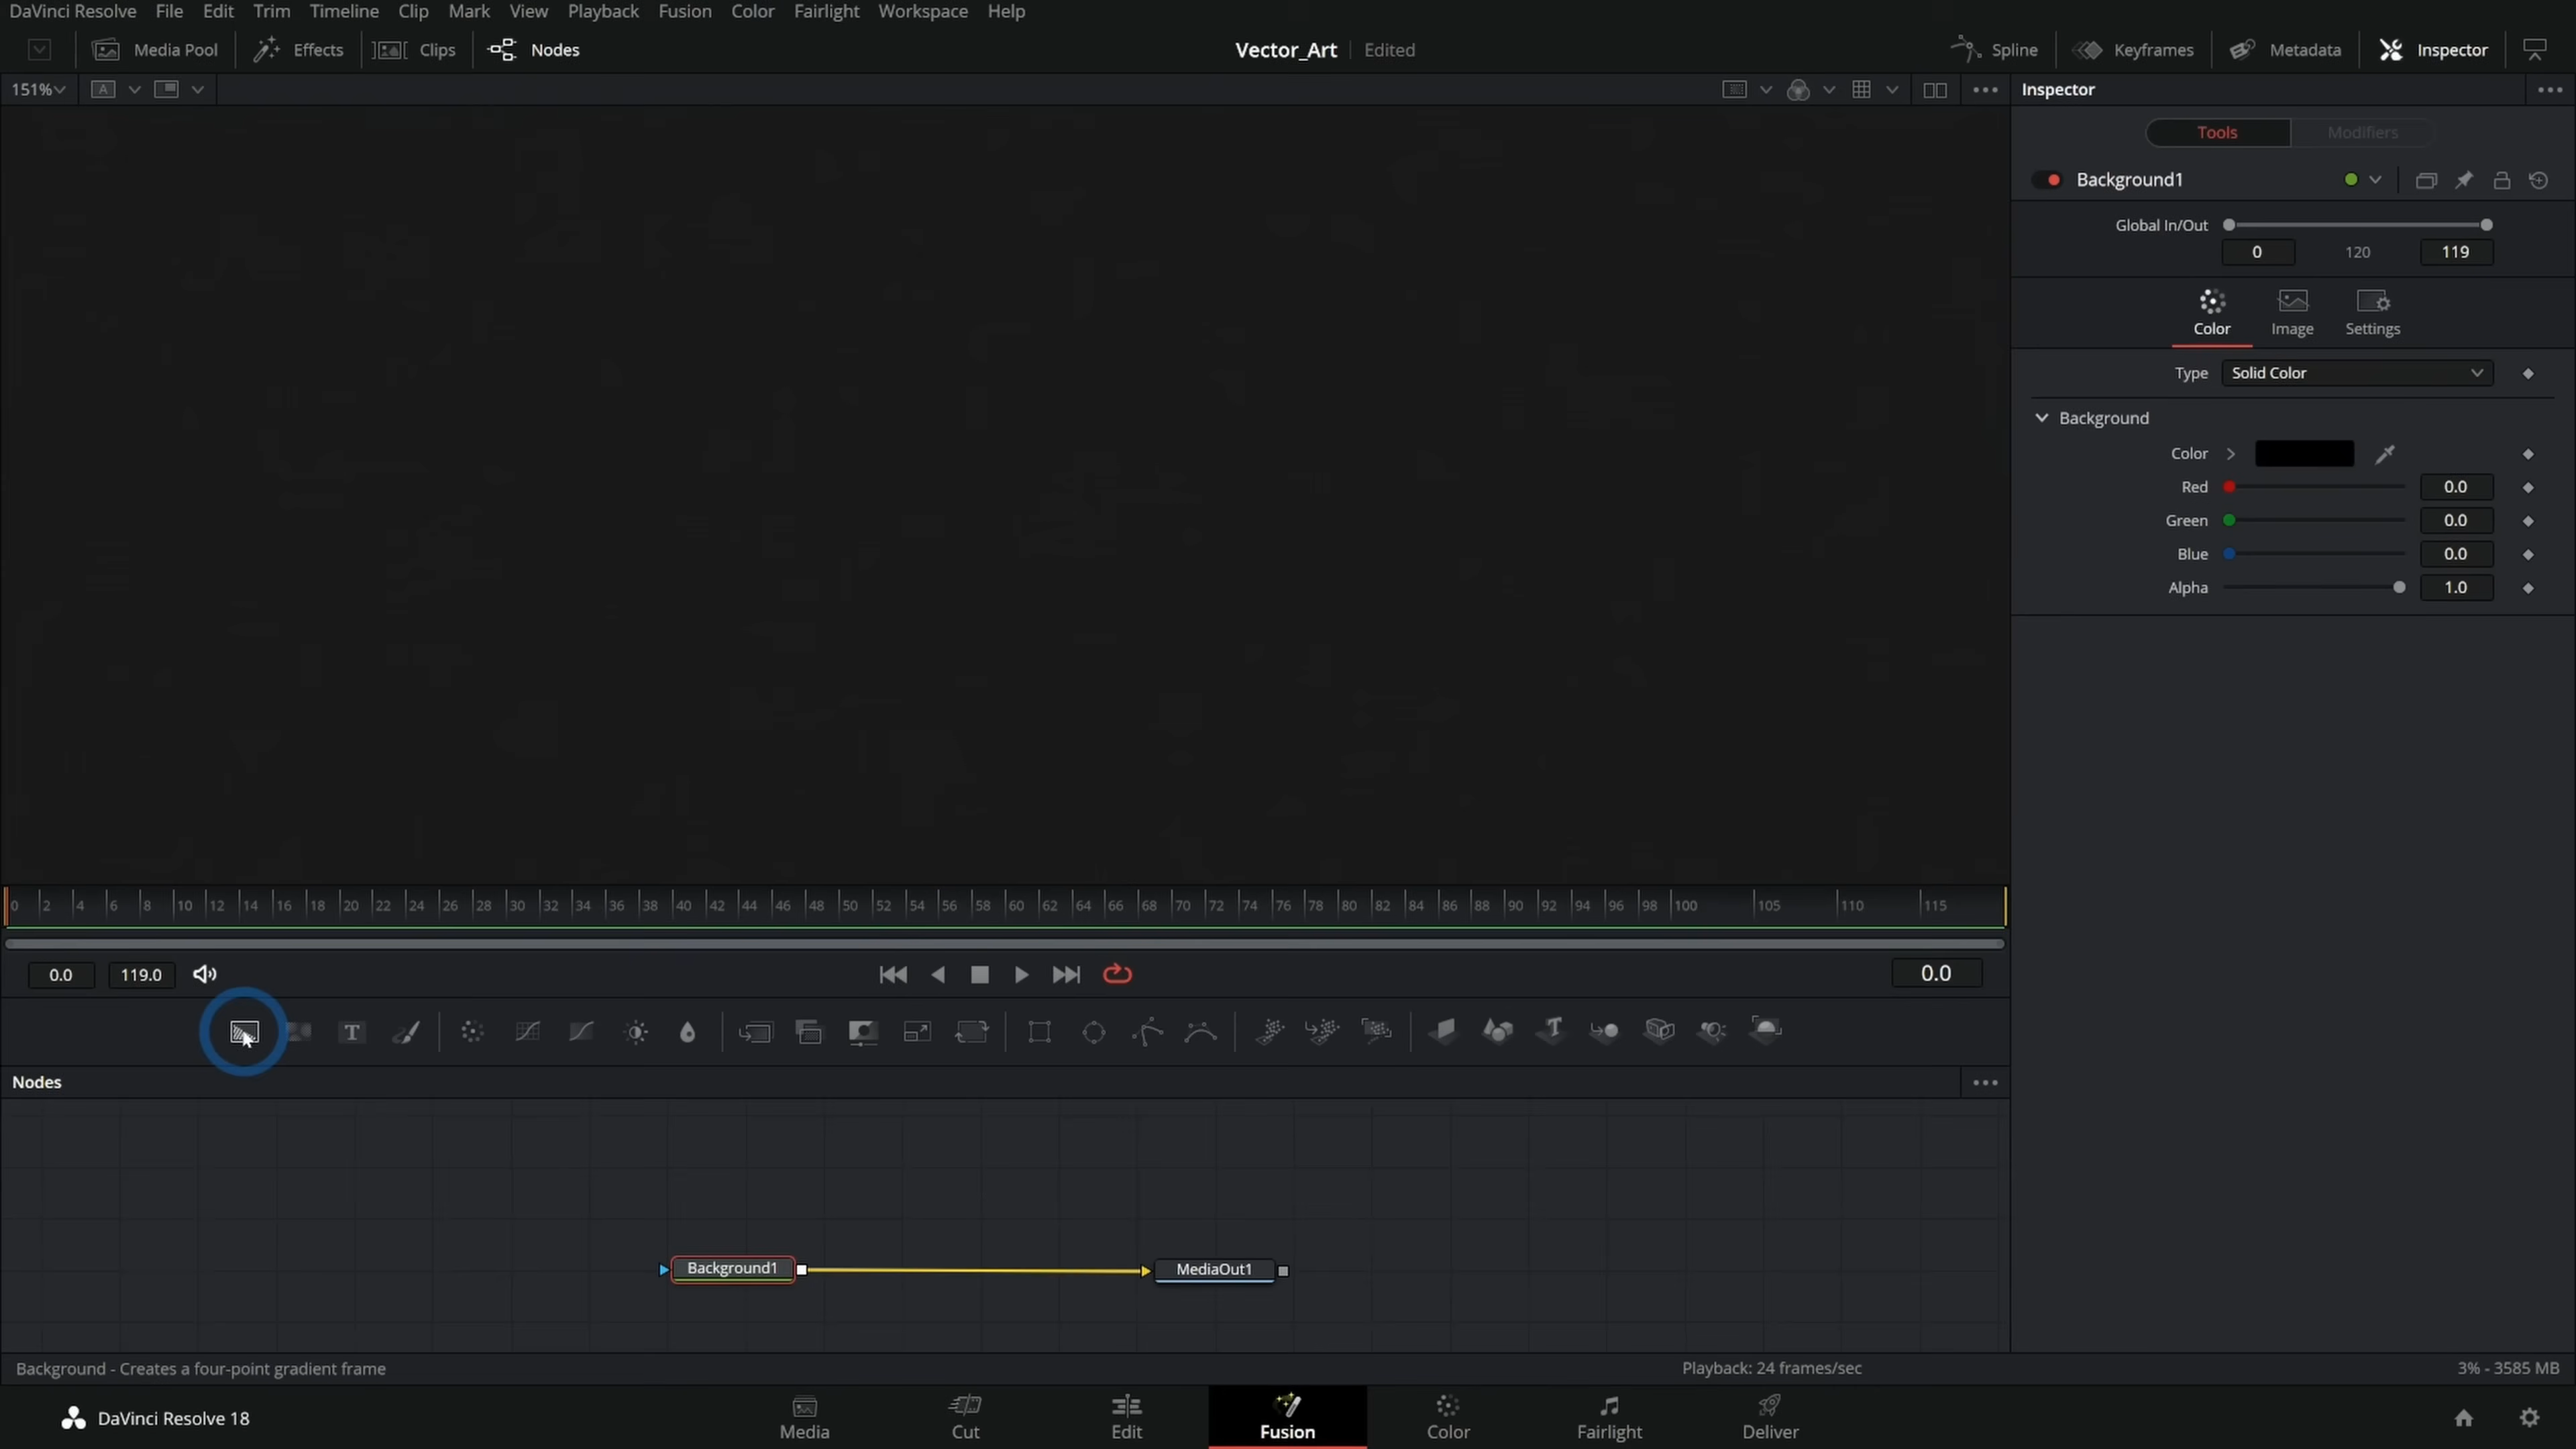 DaVinci Resolve File Edit Trim Timeline Clip Mark View Playback Fusion Color Fairlight Workspace Help
Media Pool Effects Clips Nodes Vector_Art Edited Spline Keyframes Metadata Inspector
151% A Inspector
Tools Modifiers
Background1
Global In/Out
0 120 119
Color Image Settings
Type Solid Color
Background
Color
Red 0.0
Green 0.0
Blue 0.0
Alpha 1.0
0 2 4 6 8 10 12 14 16 18 20 22 24 26 28 30 32 34 36 38 40 42 44 46 48 50 52 54 56 58 60 62 64 66 68 70 72 74 76 78 80 82 84 86 88 90 92 94 96 98 100 105 110 115
0.0 119.0 0.0
T T
Nodes
Background1 MediaOut1
Background - Creates a four-point gradient frame Playback: 24 frames/sec 3% - 3585 MB
DaVinci Resolve 18 Media Cut Edit Fusion Color Fairlight Deliver